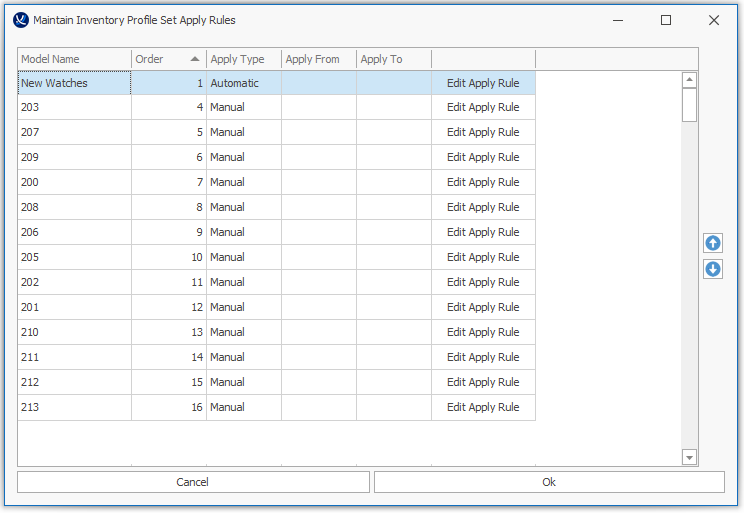 Maintain Inventory Profile Set Apply Rules
Model Name Order Apply Type Apply From Apply To
New Watches 1 Automatic Edit Apply Rule
203 4 Manual Edit Apply Rule
207 5 Manual Edit Apply Rule
209 6 Manual Edit Apply Rule
200 7 Manual Edit Apply Rule
208 8 Manual Edit Apply Rule
206 9 Manual Edit Apply Rule
205 10 Manual Edit Apply Rule
202 11 Manual Edit Apply Rule
201 12 Manual Edit Apply Rule
210 13 Manual Edit Apply Rule
211 14 Manual Edit Apply Rule
212 15 Manual Edit Apply Rule
213 16 Manual Edit Apply Rule
Cancel Ok